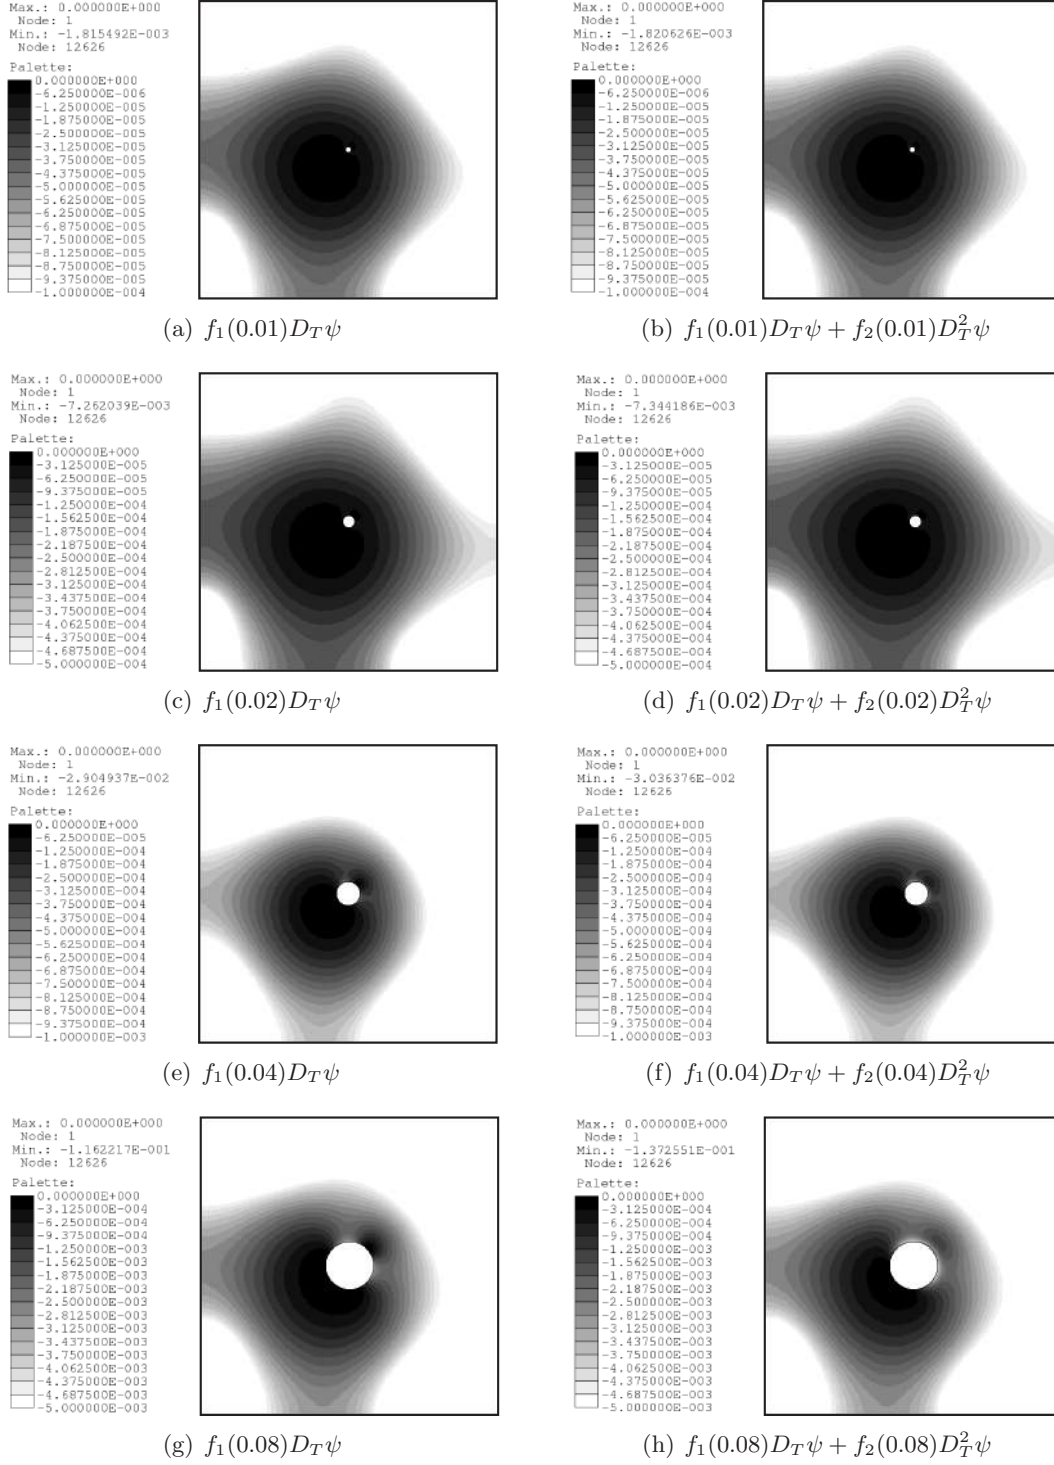 Max.: 0.000000E+000
Node: 1
Min.: -1.815492E-003
Node: 12626
Palette:
0.000000E+000
-6.250000E-006
-1.250000E-005
-1.875000E-005
-2.500000E-005
-3.125000E-005
-3.750000E-005
-4.375000E-005
-5.000000E-005
-5.625000E-005
-6.250000E-005
-6.875000E-005
-7.500000E-005
-8.125000E-005
-8.750000E-005
-9.375000E-005
-1.000000E-004
(a) f₁(0.01)D_Tψ
Max.: 0.000000E+000
Node: 1
Min.: -1.820626E-003
Node: 12626
Palette:
0.000000E+000
-6.250000E-006
-1.250000E-005
-1.875000E-005
-2.500000E-005
-3.125000E-005
-3.750000E-005
-4.375000E-005
-5.000000E-005
-5.625000E-005
-6.250000E-005
-6.875000E-005
-7.500000E-005
-8.125000E-005
-8.750000E-005
-9.375000E-005
-1.000000E-004
(b) f₁(0.01)D_Tψ + f₂(0.01)D_T²ψ
Max.: 0.000000E+000
Node: 1
Min.: -7.262039E-003
Node: 12626
Palette:
0.000000E+000
-3.125000E-005
-6.250000E-005
-9.375000E-005
-1.250000E-004
-1.562500E-004
-1.875000E-004
-2.187500E-004
-2.500000E-004
-2.812500E-004
-3.125000E-004
-3.437500E-004
-3.750000E-004
-4.062500E-004
-4.375000E-004
-4.687500E-004
-5.000000E-004
(c) f₁(0.02)D_Tψ
Max.: 0.000000E+000
Node: 1
Min.: -7.344186E-003
Node: 12626
Palette:
0.000000E+000
-3.125000E-005
-6.250000E-005
-9.375000E-005
-1.250000E-004
-1.562500E-004
-1.875000E-004
-2.187500E-004
-2.500000E-004
-2.812500E-004
-3.125000E-004
-3.437500E-004
-3.750000E-004
-4.062500E-004
-4.375000E-004
-4.687500E-004
-5.000000E-004
(d) f₁(0.02)D_Tψ + f₂(0.02)D_T²ψ
Max.: 0.000000E+000
Node: 1
Min.: -2.904937E-002
Node: 12626
Palette:
0.000000E+000
-6.250000E-005
-1.250000E-004
-1.875000E-004
-2.500000E-004
-3.125000E-004
-3.750000E-004
-4.375000E-004
-5.000000E-004
-5.625000E-004
-6.250000E-004
-6.875000E-004
-7.500000E-004
-8.125000E-004
-8.750000E-004
-9.375000E-004
-1.000000E-003
(e) f₁(0.04)D_Tψ
Max.: 0.000000E+000
Node: 1
Min.: -3.036376E-002
Node: 12626
Palette:
0.000000E+000
-6.250000E-005
-1.250000E-004
-1.875000E-004
-2.500000E-004
-3.125000E-004
-3.750000E-004
-4.375000E-004
-5.000000E-004
-5.625000E-004
-6.250000E-004
-6.875000E-004
-7.500000E-004
-8.125000E-004
-8.750000E-004
-9.375000E-004
-1.000000E-003
(f) f₁(0.04)D_Tψ + f₂(0.04)D_T²ψ
Max.: 0.000000E+000
Node: 1
Min.: -1.162217E-001
Node: 12626
Palette:
0.000000E+000
-3.125000E-004
-6.250000E-004
-9.375000E-004
-1.250000E-003
-1.562500E-003
-1.875000E-003
-2.187500E-003
-2.500000E-003
-2.812500E-003
-3.125000E-003
-3.437500E-003
-3.750000E-003
-4.062500E-003
-4.375000E-003
-4.687500E-003
-5.000000E-003
(g) f₁(0.08)D_Tψ
Max.: 0.000000E+000
Node: 1
Min.: -1.372551E-001
Node: 12626
Palette:
0.000000E+000
-3.125000E-004
-6.250000E-004
-9.375000E-004
-1.250000E-003
-1.562500E-003
-1.875000E-003
-2.187500E-003
-2.500000E-003
-2.812500E-003
-3.125000E-003
-3.437500E-003
-3.750000E-003
-4.062500E-003
-4.375000E-003
-4.687500E-003
-5.000000E-003
(h) f₁(0.08)D_Tψ + f₂(0.08)D_T²ψ